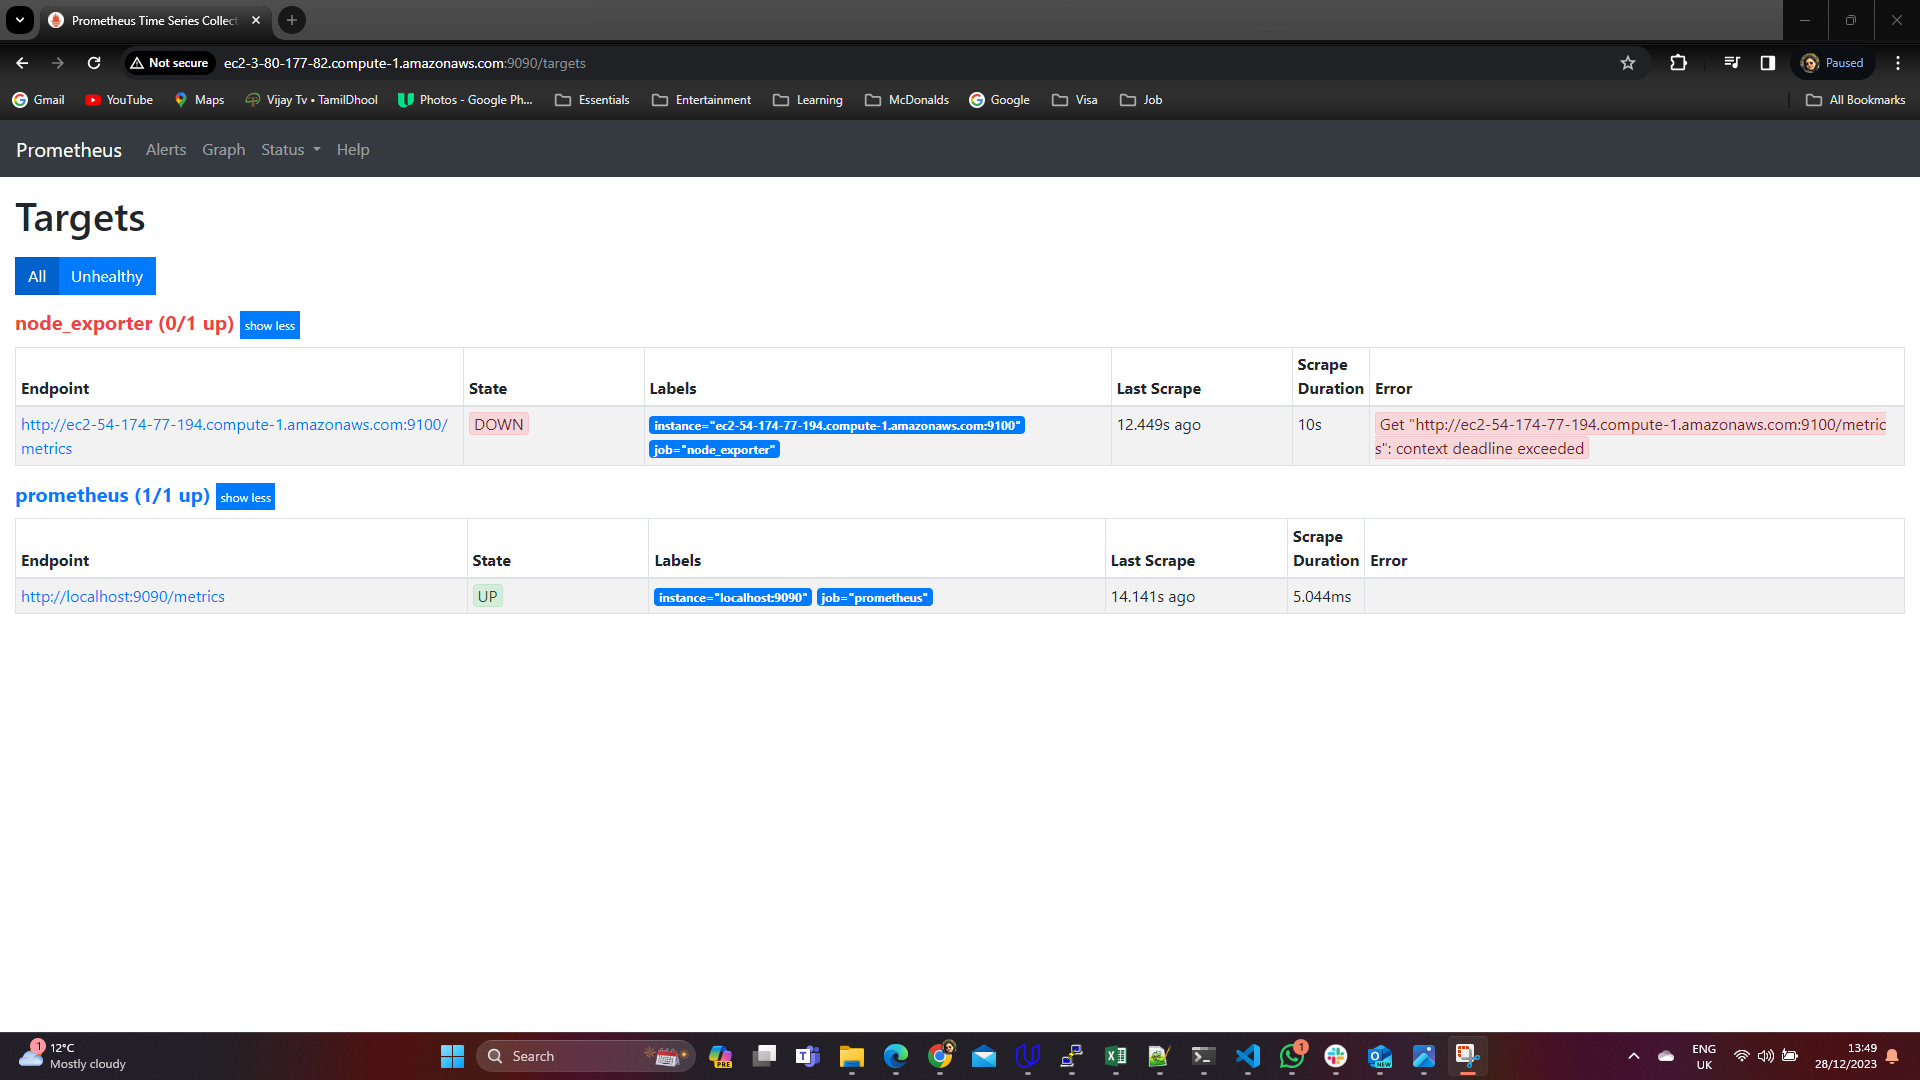 Prometheus Time Series Collect
Not secure
ec2-3-80-177-82.compute-1.amazonaws.com:9090/targets
Paused
Gmail
YouTube
Maps
Vijay Tv • TamilDhool
Photos - Google Ph...
Essentials
Entertainment
Learning
McDonalds
Google
Visa
Job
All Bookmarks
Prometheus
Alerts
Graph
Status
Help
Targets
All
Unhealthy
node_exporter (0/1 up)
show less
Endpoint
State
Labels
Last Scrape
Scrape
Duration
Error
http://ec2-54-174-77-194.compute-1.amazonaws.com:9100/
metrics
DOWN
instance="ec2-54-174-77-194.compute-1.amazonaws.com:9100"
job="node_exporter"
12.449s ago
10s
Get "http://ec2-54-174-77-194.compute-1.amazonaws.com:9100/metric
s": context deadline exceeded
prometheus (1/1 up)
show less
Endpoint
State
Labels
Last Scrape
Scrape
Duration
Error
http://localhost:9090/metrics
UP
instance="localhost:9090"
job="prometheus"
14.141s ago
5.044ms
1
12°C
Mostly cloudy
Search
PRE
1
NEW
ENG
UK
13:49
28/12/2023